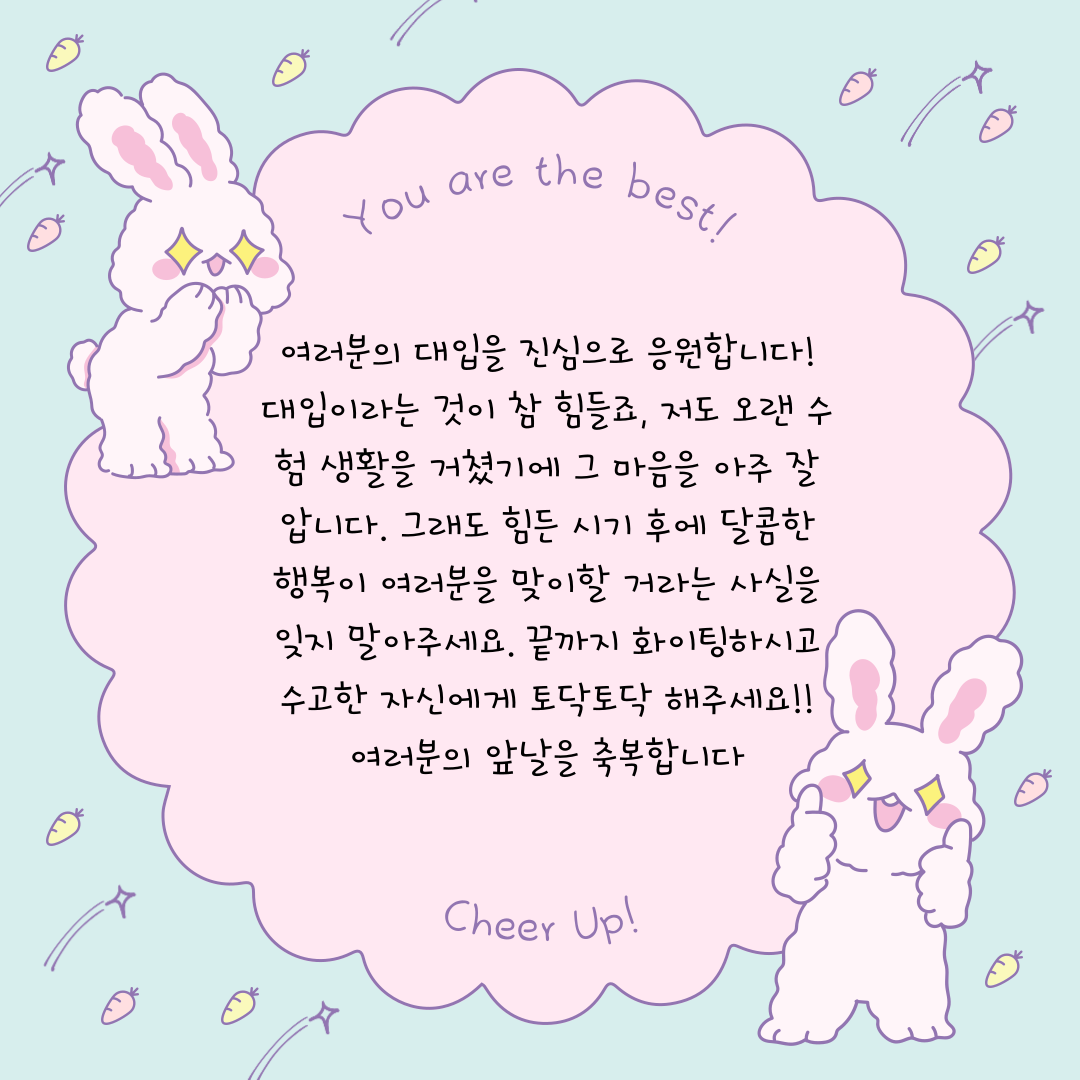 You are the best!
여러분의 대입을 진심으로 응원합니다!
대입이라는 것이 참 힘들죠, 저도 오랜 수
험 생활을 거쳤기에 그 마음을 아주 잘
압니다. 그래도 힘든 시기 후에 달콤한
행복이 여러분을 맞이할 거라는 사실을
잊지 말아주세요. 끝까지 화이팅하시고
수고한 자신에게 토닥토닥 해주세요!!
여러분의 앞날을 축복합니다
Cheer Up!